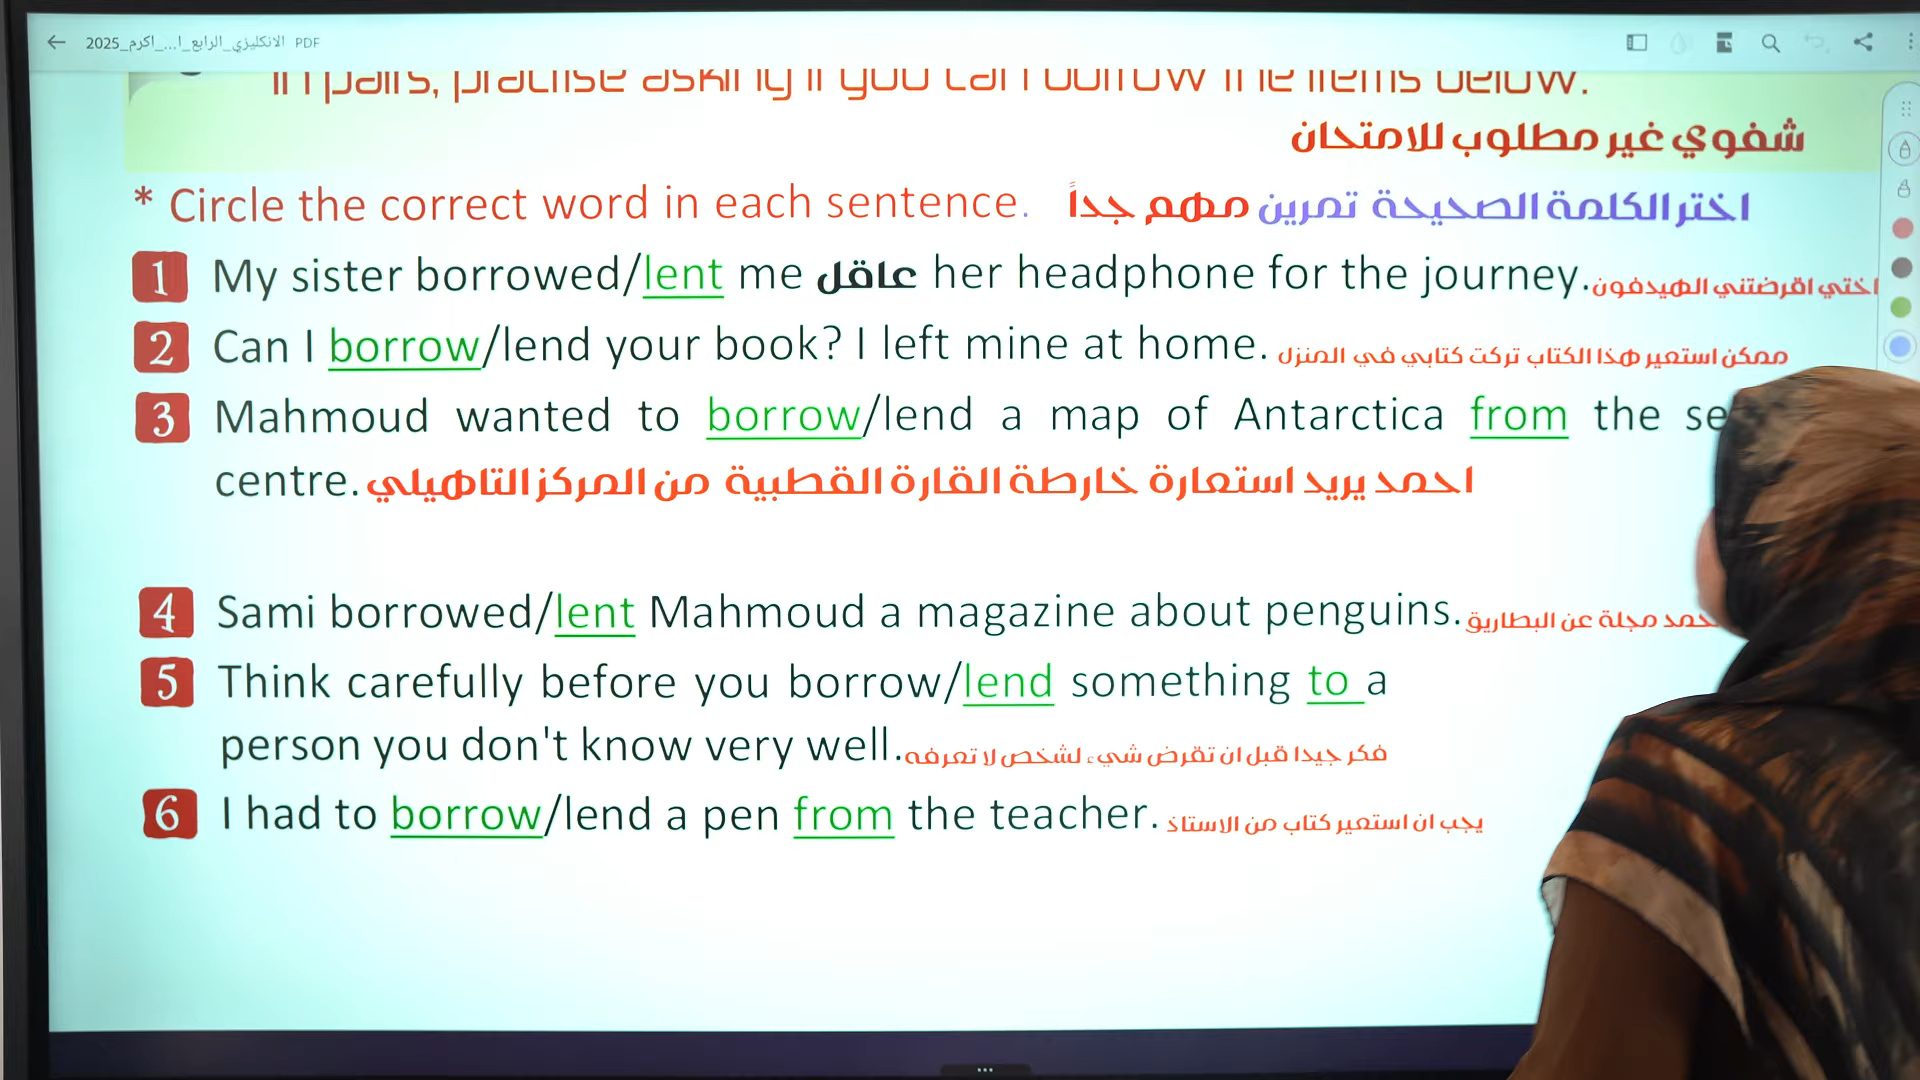 الانكليزي_الرابع_ا..._اكرم_2025 PDF
In pairs, practise asking if you can borrow the items below.
شفوي غير مطلوب للامتحان
* Circle the correct word in each sentence. اختر الكلمة الصحيحة تمرين مهم جداً
1 My sister borrowed/lent me عاقل her headphone for the journey. اختي اقرضتني الهيدفون
2 Can I borrow/lend your book? I left mine at home. ممكن استعير هذا الكتاب تركت كتابي في المنزل
3 Mahmoud wanted to borrow/lend a map of Antarctica from the
centre. احمد يريد استعارة خارطة القارة القطبية من المركز التاهيلي
4 Sami borrowed/lent Mahmoud a magazine about penguins. مجلة عن البطاريق
5 Think carefully before you borrow/lend something to a
person you don't know very well. فكر جيدا قبل ان تقرض شيء لشخص لا تعرفه
6 I had to borrow/lend a pen from the teacher. يجب ان استعير كتاب من الاستاذ